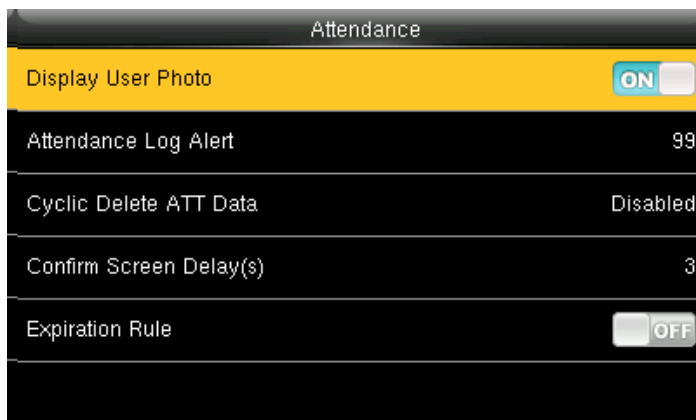 Attendance
Display User Photo ON
Attendance Log Alert 99
Cyclic Delete ATT Data Disabled
Confirm Screen Delay(s) 3
Expiration Rule OFF